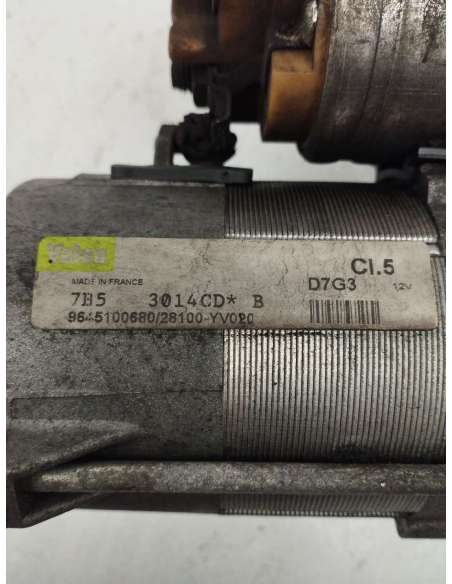 Valeo
MADE IN FRANCE
Cl.5
D7G3 12V
7B5 3014CD* B
9645100680/28100-YV020